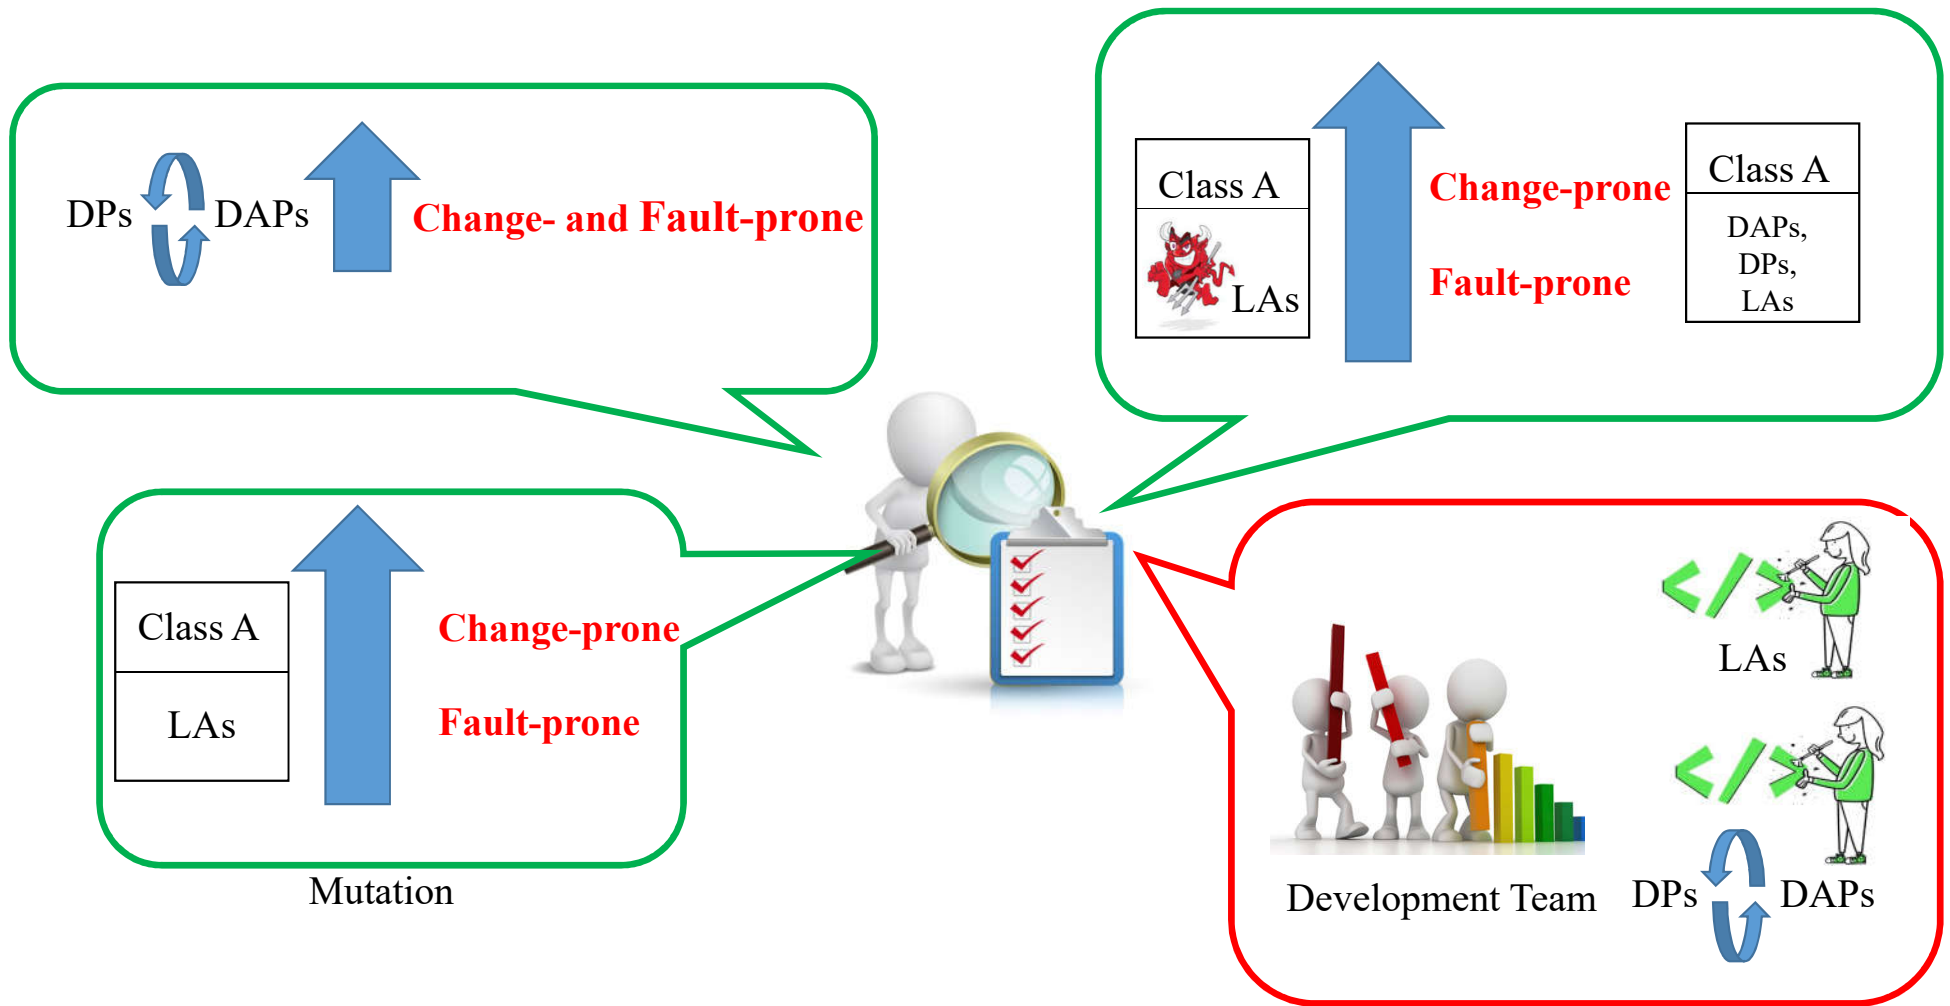 DPs
DAPs
Change- and Fault-prone
Class A
LAs
Change-prone
Fault-prone
Class A
DAPs,
DPs,
LAs
Class A
LAs
Change-prone
Fault-prone
Mutation
</>
LAs
</>
Development Team
DPs
DAPs